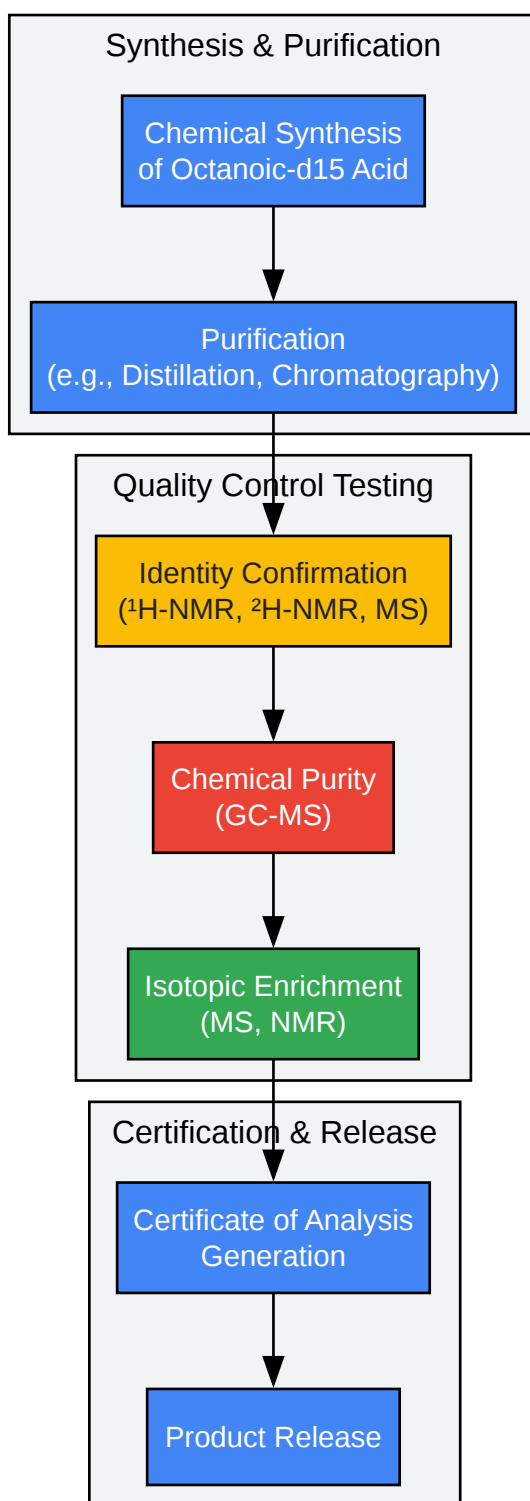 Synthesis & Purification
Chemical Synthesis
of Octanoic-d15 Acid
Purification
(e.g., Distillation, Chromatography)
Quality Control Testing
Identity Confirmation
(¹H-NMR, ²H-NMR, MS)
Chemical Purity
(GC-MS)
Isotopic Enrichment
(MS, NMR)
Certification & Release
Certificate of Analysis
Generation
Product Release